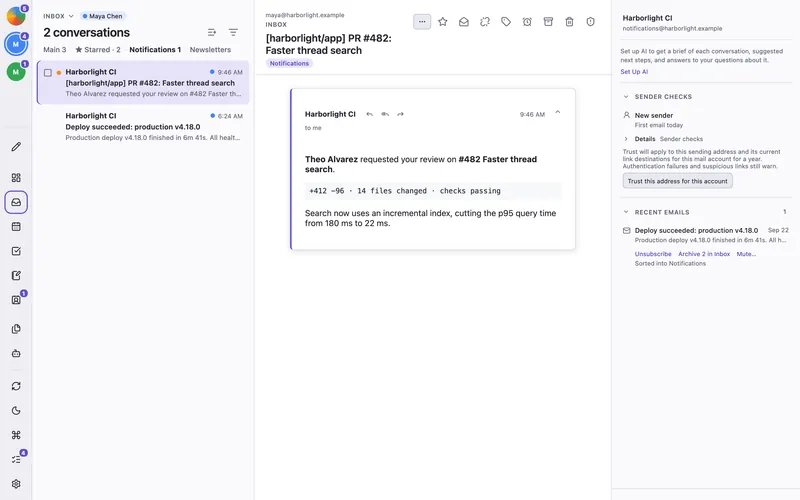 6
M
4
M
1
1
4
INBOX
Maya Chen
2 conversations
Main 3
Starred · 2
Notifications 1
Newsletters
Harborlight CI
9:46 AM
[harborlight/app] PR #482: Faster thread search
Theo Alvarez requested your review on #482 Faster th…
Harborlight CI
6:24 AM
Deploy succeeded: production v4.18.0
Production deploy v4.18.0 finished in 6m 41s. All healt…
maya@harborlight.example
INBOX
[harborlight/app] PR #482:
Faster thread search
Notifications
Harborlight CI
9:46 AM
to me
Theo Alvarez requested your review on #482 Faster thread
search.
+412 −96 · 14 files changed · checks passing
Search now uses an incremental index, cutting the p95 query time
from 180 ms to 22 ms.
Harborlight CI
notifications@harborlight.example
Set up AI to get a brief of each conversation, suggested
next steps, and answers to your questions about it.
Set Up AI
SENDER CHECKS
New sender
First email today
Details Sender checks
Trust will apply to this sending address and its current
link destinations for this mail account for a year.
Authentication failures and suspicious links still warn.
Trust this address for this account
RECENT EMAILS
1
Deploy succeeded: production v4.18.0
Sep 22
Production deploy v4.18.0 finished in 6m 41s. All h…
Unsubscribe
Archive 2 in Inbox
Mute…
Sorted into Notifications